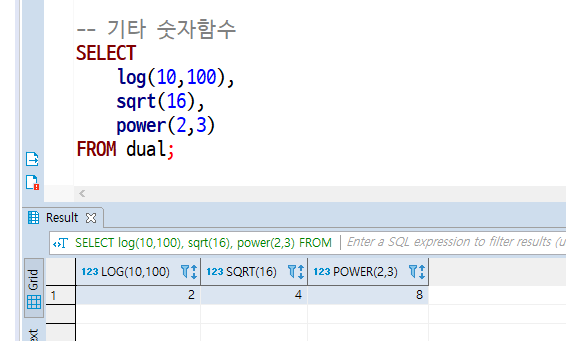 -- 기타 숫자함수
SELECT
log(10,100),
sqrt(16),
power(2,3)
FROM dual;
<
Result
SELECT log(10,100), sqrt(16), power(2,3) FROM Enter a SQL expression to filter results (u
Grid
123 LOG(10,100) 123 SQRT(16) 123 POWER(2,3)
1 2 4 8